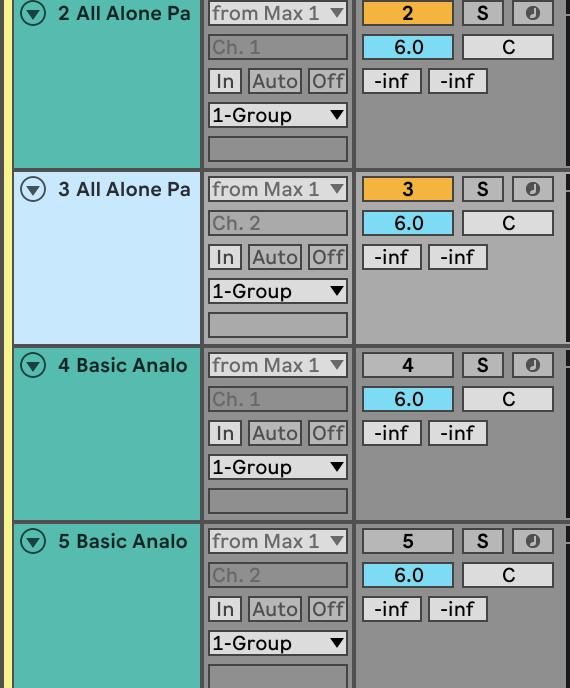 2 All Alone Pa from Max 1 2 S
Ch. 1 6.0 C
In Auto Off -inf -inf
1-Group
3 All Alone Pa from Max 1 3 S
Ch. 2 6.0 C
In Auto Off -inf -inf
1-Group
4 Basic Analo from Max 1 4 S
Ch. 1 6.0 C
In Auto Off -inf -inf
1-Group
5 Basic Analo from Max 1 5 S
Ch. 2 6.0 C
In Auto Off -inf -inf
1-Group